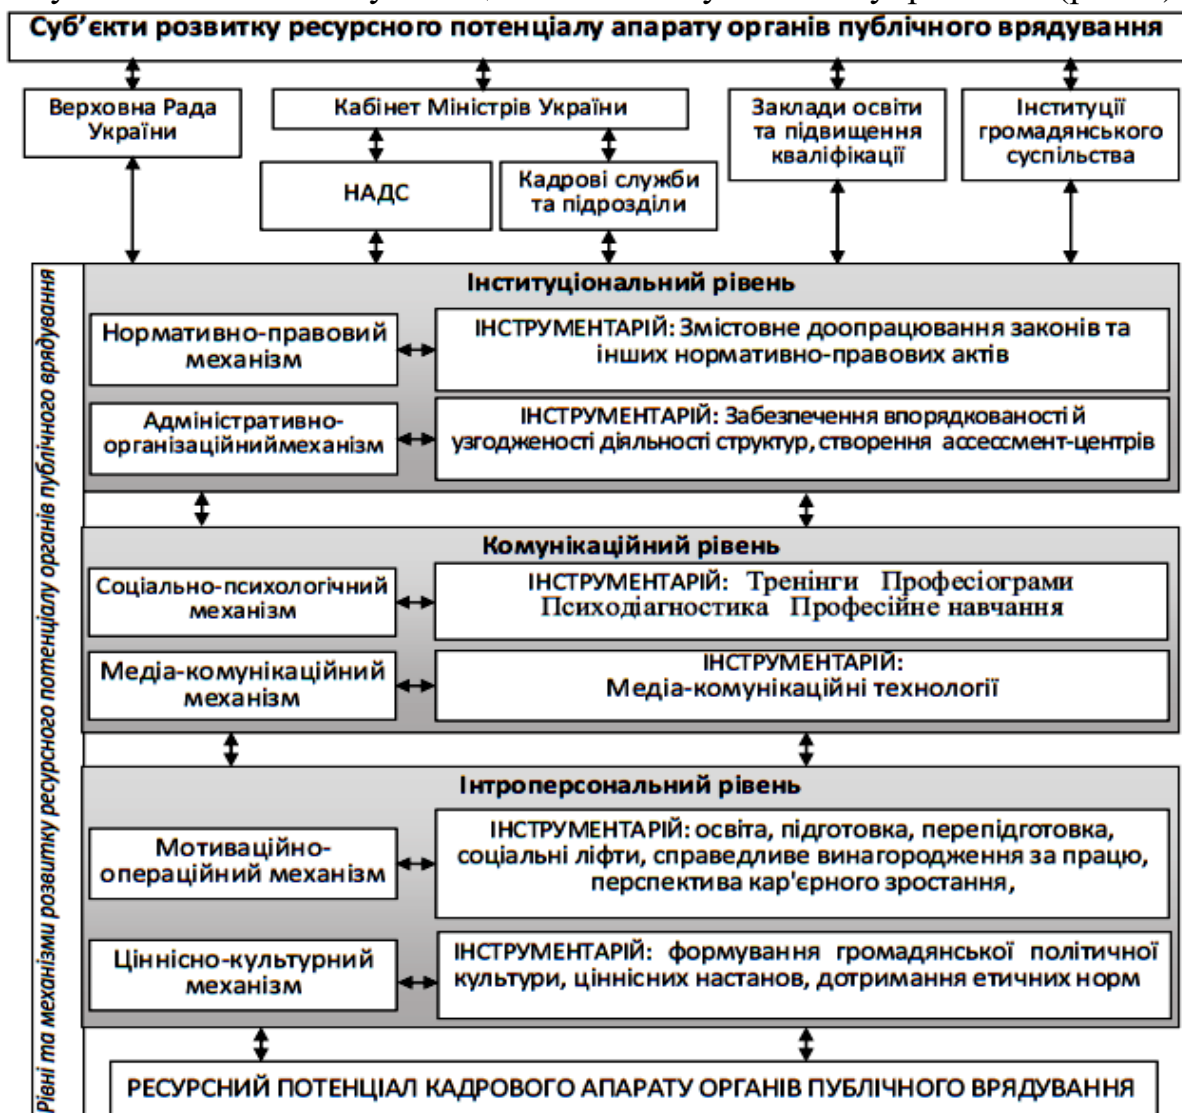 Суб’єкти розвитку ресурсного потенціалу апарату органів публічного врядування
Верховна Рада
України
Кабінет Міністрів України
Заклади освіти
та підвищення
кваліфікації
Інституції
громадянського
суспільства
НАДС
Кадрові служби
та підрозділи
Рівні та механізми розвитку ресурсного потенціалу органів публічного врядування
Інституціональний рівень
Нормативно-правовий
механізм
ІНСТРУМЕНТАРІЙ: Змістовне доопрацювання законів та
інших нормативно-правових актів
Адміністративно-
організаційниймеханізм
ІНСТРУМЕНТАРІЙ: Забезпечення впорядкованості й
узгодженості діяльності структур, створення ассессмент-центрів
Комунікаційний рівень
Соціально-психологічний
механізм
ІНСТРУМЕНТАРІЙ: Тренінги Професіограми
Психодіагностика Професійне навчання
Медіа-комунікаційний
механізм
ІНСТРУМЕНТАРІЙ:
Медіа-комунікаційні технології
Інтроперсональний рівень
Мотиваційно-
операційний механізм
ІНСТРУМЕНТАРІЙ: освіта, підготовка, перепідготовка,
соціальні ліфти, справедливе винагородження за працю,
перспектива кар'єрного зростання,
Ціннісно-культурний
механізм
ІНСТРУМЕНТАРІЙ: формування громадянської політичної
культури, ціннісних настанов, дотримання етичних норм
РЕСУРСНИЙ ПОТЕНЦІАЛ КАДРОВОГО АПАРАТУ ОРГАНІВ ПУБЛІЧНОГО ВРЯДУВАННЯ